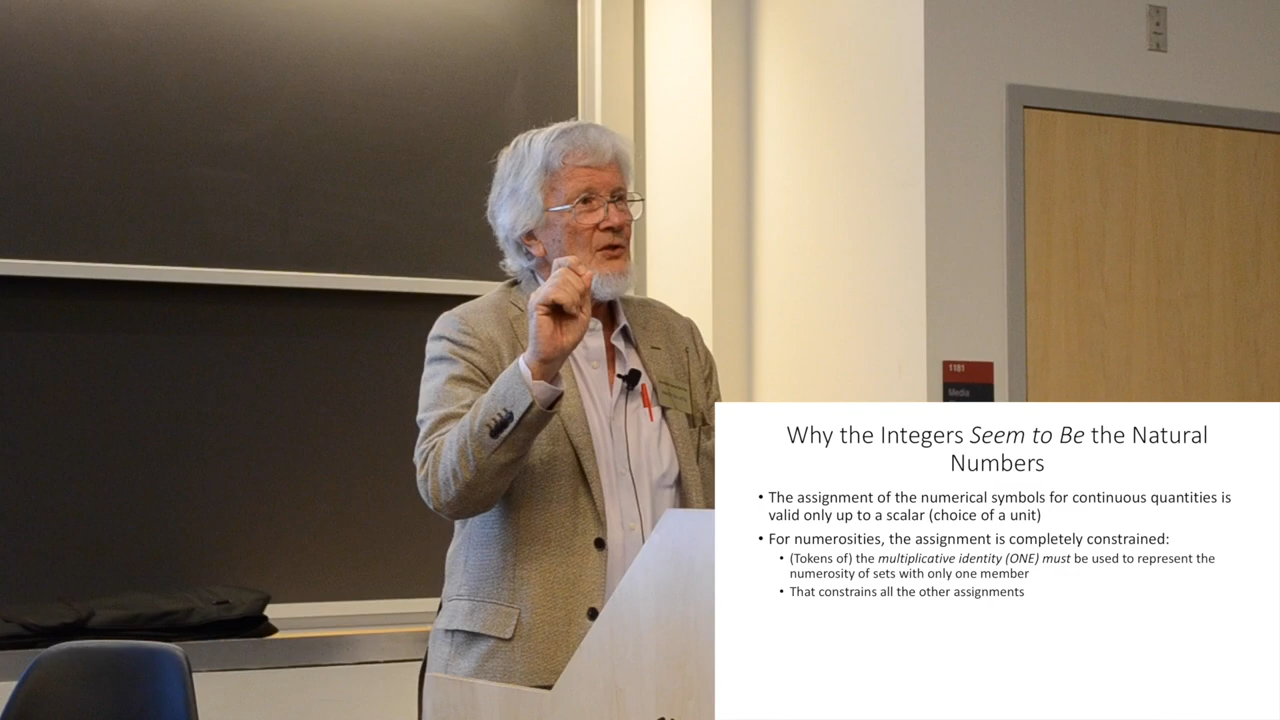 1181
Media
Why the Integers Seem to Be the Natural
Numbers
• The assignment of the numerical symbols for continuous quantities is
valid only up to a scalar (choice of a unit)
• For numerosities, the assignment is completely constrained:
• (Tokens of) the multiplicative identity (ONE) must be used to represent the
numerosity of sets with only one member
• That constrains all the other assignments